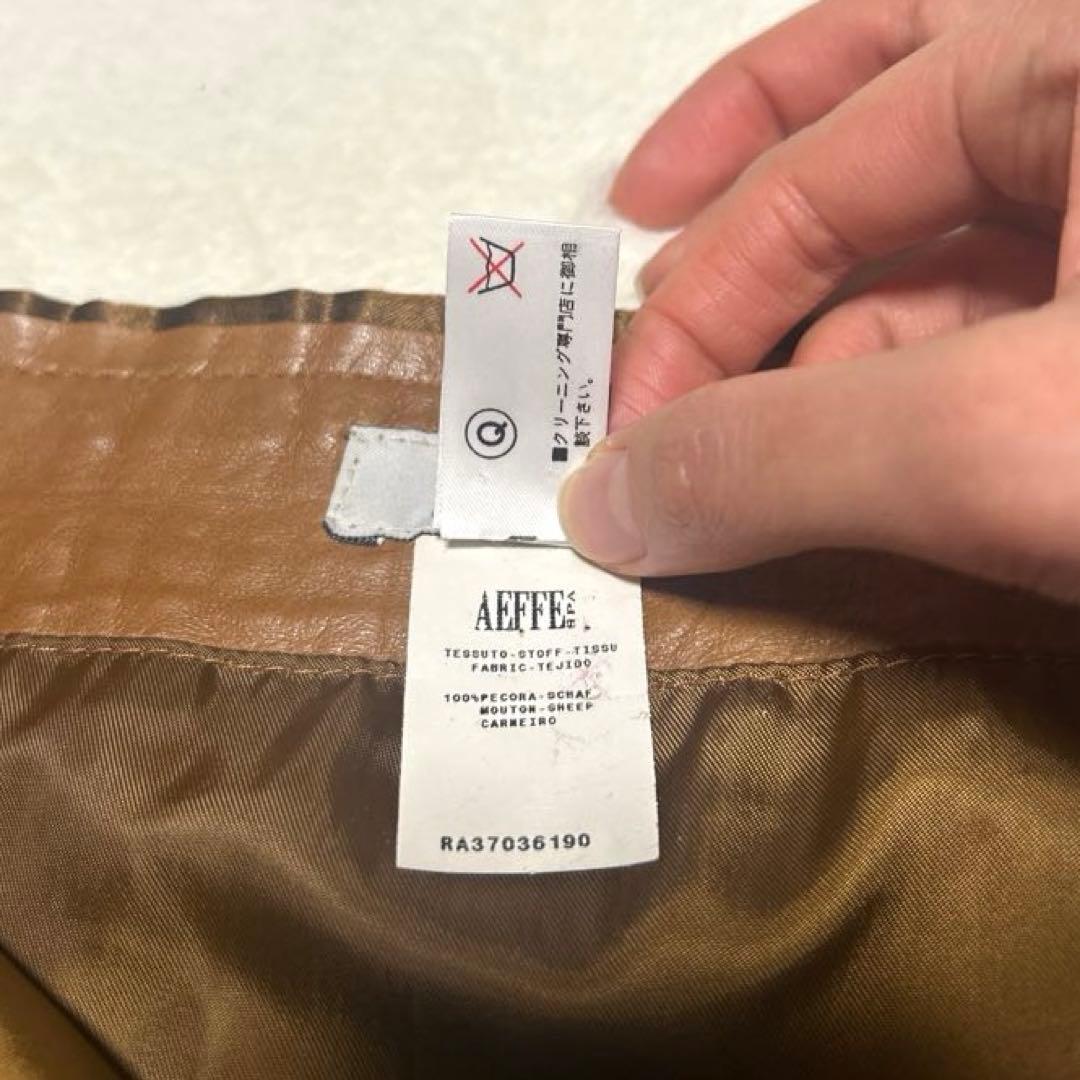 ■クリーニング専門店に御相
談下さい。
Q
AEFFE SPA
TESSUTO-STOFF-TISSU
FABRIC-TEJIDO
100%PECORA-SCHAF
MOUTON-SHEEP
CARNEIRO
RA37036190